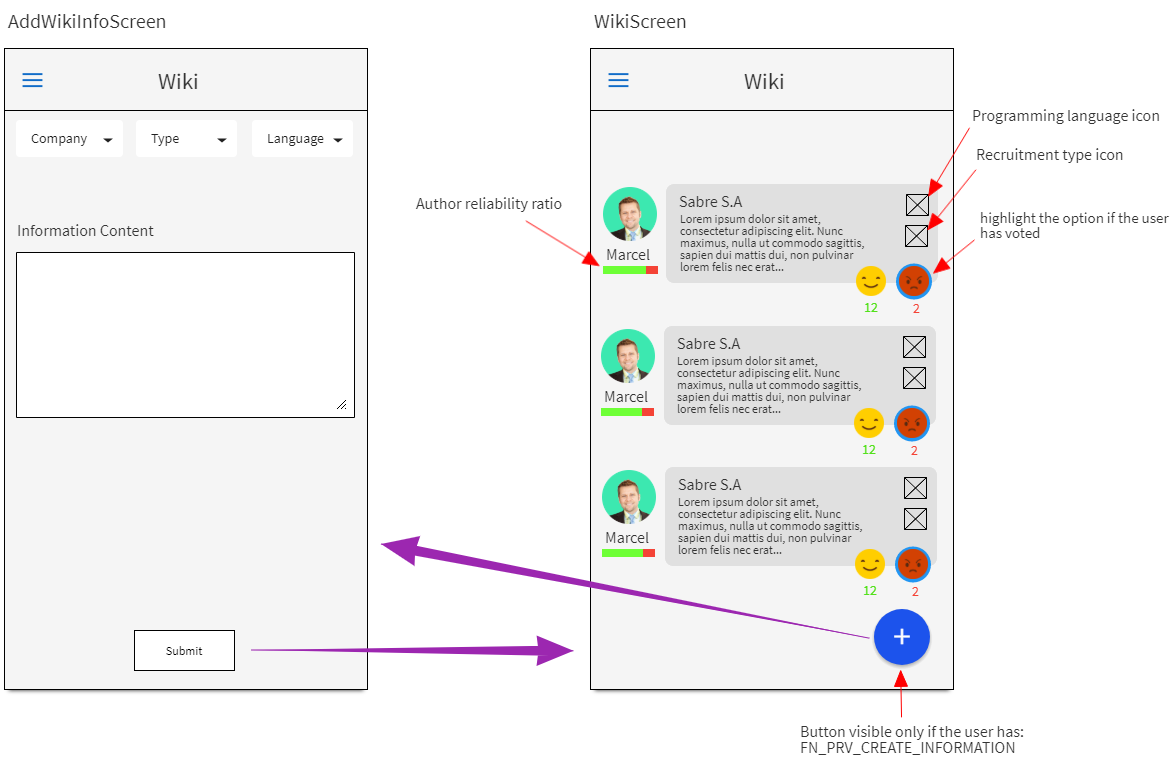 AddWikiInfoScreen
Wiki
Company
Type
Language
Information Content
Submit
WikiScreen
Wiki
Programming language icon
Recruitment type icon
Author reliability ratio
highlight the option if the user
has voted
Marcel
Sabre S.A
Lorem ipsum dolor sit amet,
consectetur adipiscing elit. Nunc
maximus, nulla ut commodo sagittis,
sapien dui mattis dui, non pulvinar
lorem felis nec erat...
12
2
Marcel
Sabre S.A
Lorem ipsum dolor sit amet,
consectetur adipiscing elit. Nunc
maximus, nulla ut commodo sagittis,
sapien dui mattis dui, non pulvinar
lorem felis nec erat...
12
2
Marcel
Sabre S.A
Lorem ipsum dolor sit amet,
consectetur adipiscing elit. Nunc
maximus, nulla ut commodo sagittis,
sapien dui mattis dui, non pulvinar
lorem felis nec erat...
12
2
+
Button visible only if the user has:
FN_PRV_CREATE_INFORMATION